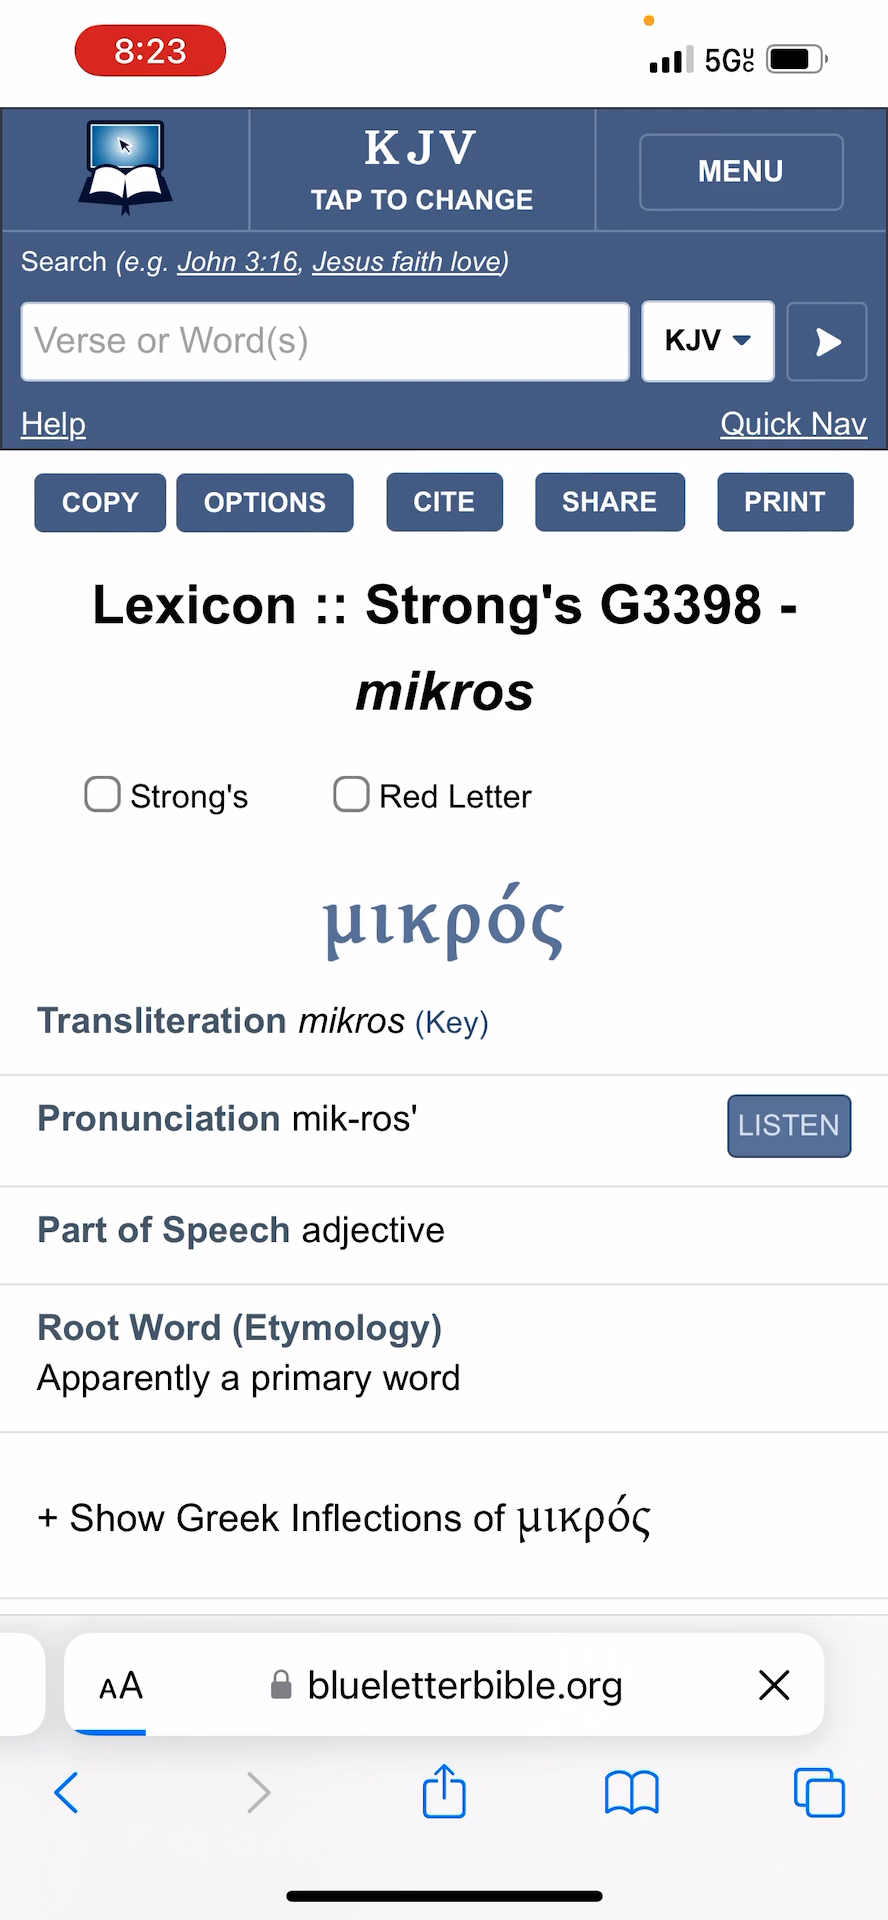 8:23
5G UC
KJV
TAP TO CHANGE
MENU
Search (e.g. John 3:16, Jesus faith love)
Verse or Word(s)
KJV
Help
Quick Nav
COPY
OPTIONS
CITE
SHARE
PRINT
Lexicon :: Strong's G3398 -
mikros
Strong's
Red Letter
μικρός
Transliteration mikros (Key)
Pronunciation mik-ros'
LISTEN
Part of Speech adjective
Root Word (Etymology)
Apparently a primary word
+ Show Greek Inflections of μικρός
AA
blueletterbible.org